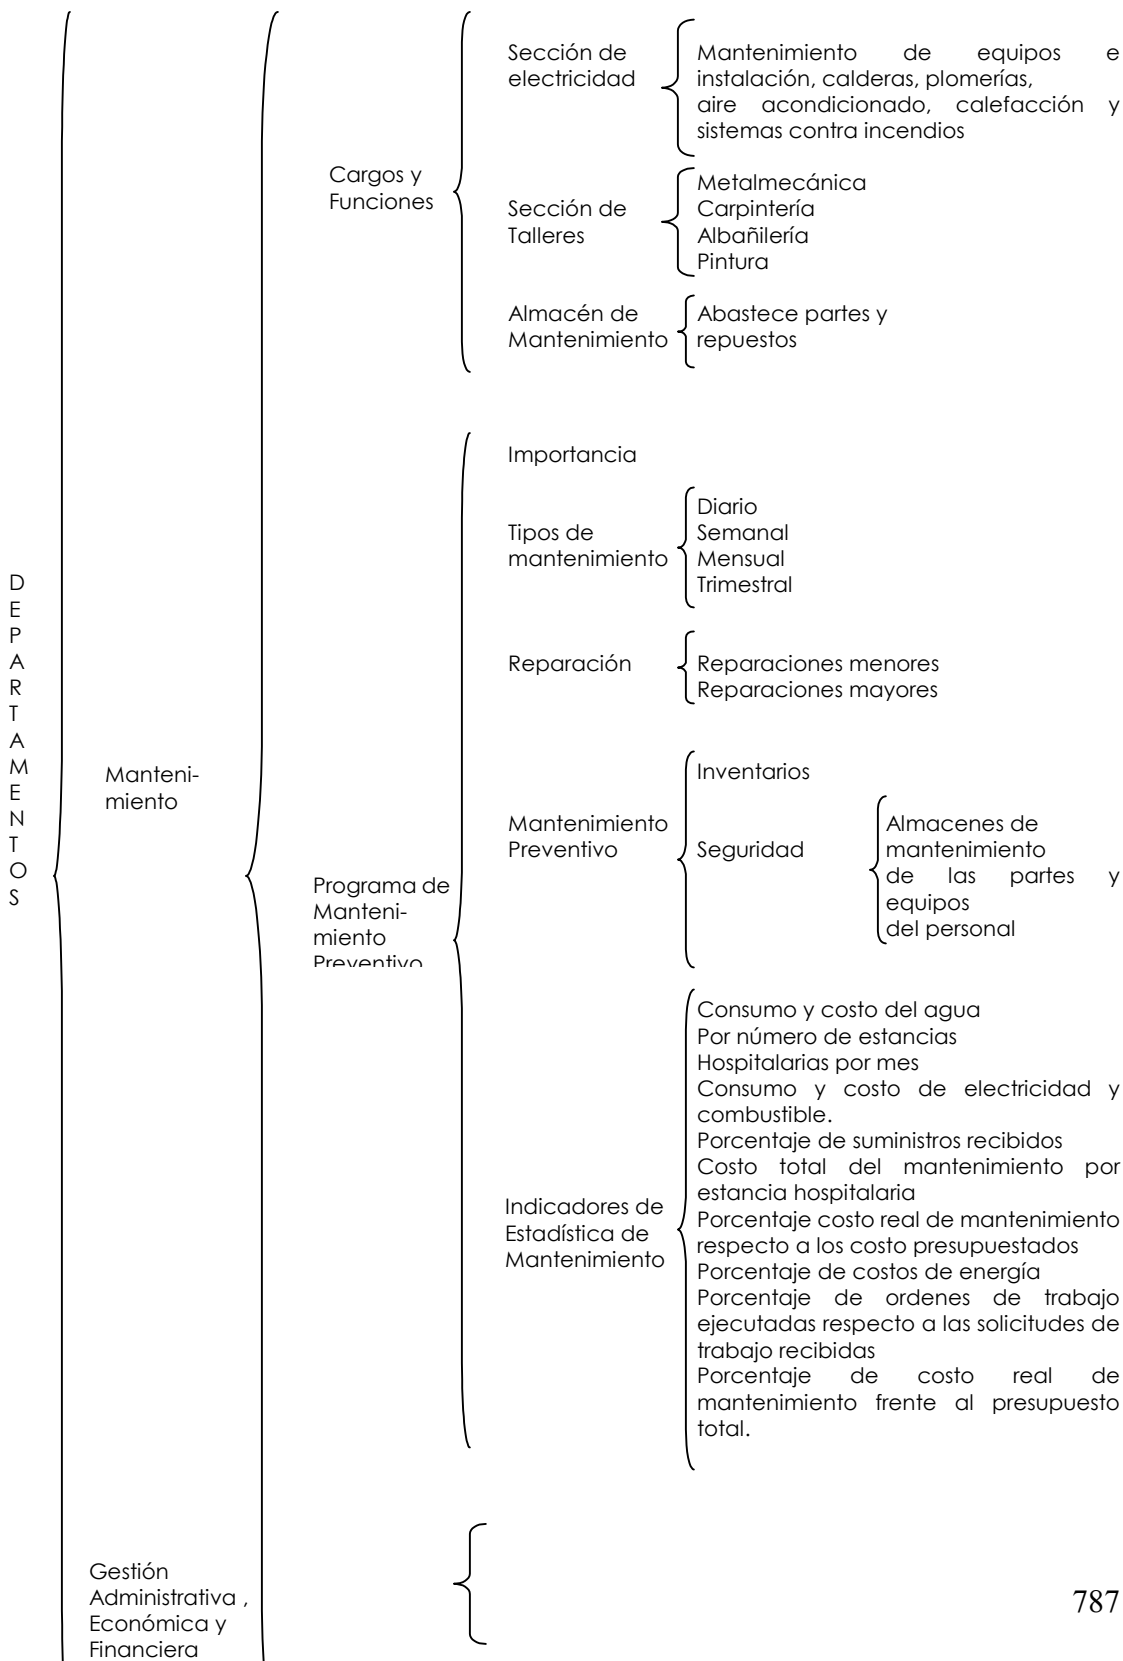 D
E
P
A
R
T
A
M
E
N
T
O
S
Manteni-
miento
Cargos y
Funciones
Sección de
electricidad
Mantenimiento de equipos e
instalación, calderas, plomerías,
aire acondicionado, calefacción y
sistemas contra incendios
Sección de
Talleres
Metalmecánica
Carpintería
Albañilería
Pintura
Almacén de
Mantenimiento
Abastece partes y
repuestos
Programa de
Manteni-
miento
Preventivo
Importancia
Tipos de
mantenimiento
Diario
Semanal
Mensual
Trimestral
Reparación
Reparaciones menores
Reparaciones mayores
Mantenimiento
Preventivo
Inventarios
Seguridad
Almacenes de
mantenimiento
de las partes y
equipos
del personal
Indicadores de
Estadística de
Mantenimiento
Consumo y costo del agua
Por número de estancias
Hospitalarias por mes
Consumo y costo de electricidad y
combustible.
Porcentaje de suministros recibidos
Costo total del mantenimiento por
estancia hospitalaria
Porcentaje costo real de mantenimiento
respecto a los costo presupuestados
Porcentaje de costos de energía
Porcentaje de ordenes de trabajo
ejecutadas respecto a las solicitudes de
trabajo recibidas
Porcentaje de costo real de
mantenimiento frente al presupuesto
total.
Gestión
Administrativa ,
Económica y
Financiera
787